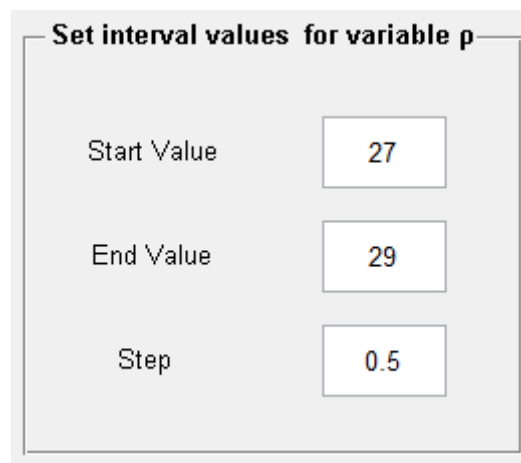 Set interval values for variable ρ
Start Value 27
End Value 29
Step 0.5